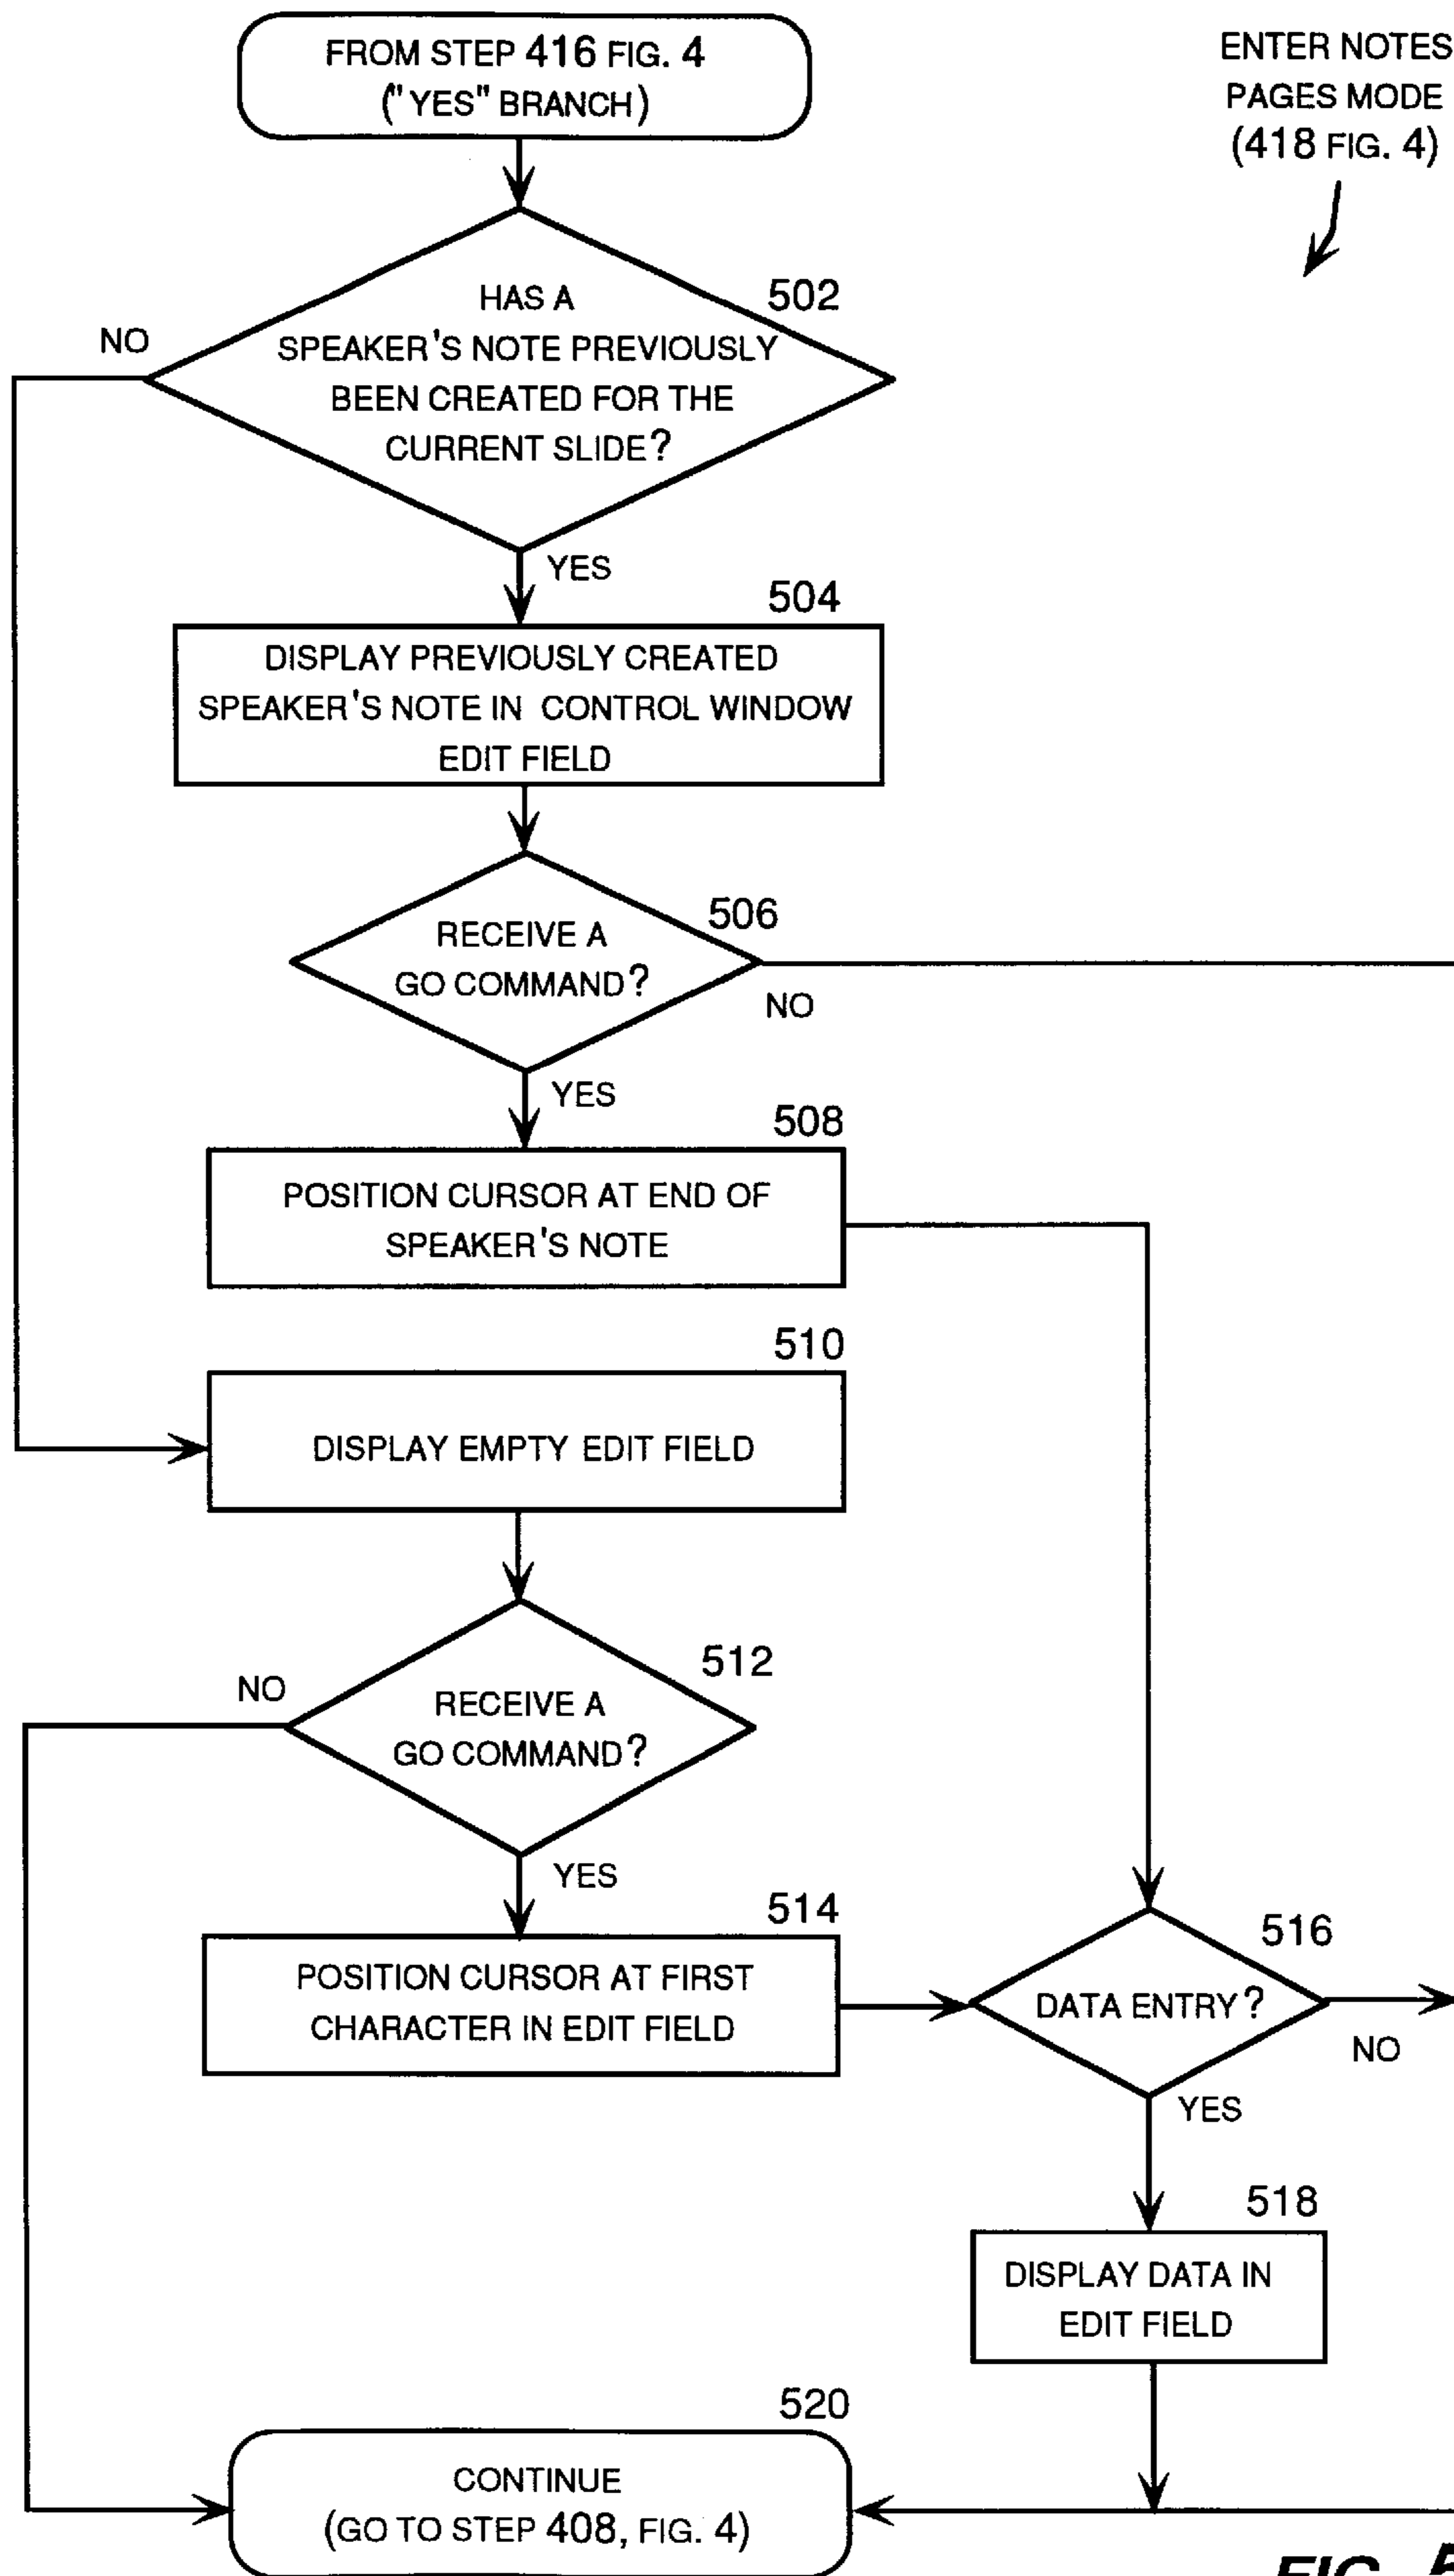 FROM STEP 416 FIG. 4
("YES" BRANCH)
ENTER NOTES
PAGES MODE
(418 FIG. 4)
502
HAS A
SPEAKER'S NOTE PREVIOUSLY
BEEN CREATED FOR THE
CURRENT SLIDE?
NO
YES
504
DISPLAY PREVIOUSLY CREATED
SPEAKER'S NOTE IN CONTROL WINDOW
EDIT FIELD
506
RECEIVE A
GO COMMAND?
NO
YES
508
POSITION CURSOR AT END OF
SPEAKER'S NOTE
510
DISPLAY EMPTY EDIT FIELD
512
NO
RECEIVE A
GO COMMAND?
YES
514
POSITION CURSOR AT FIRST
CHARACTER IN EDIT FIELD
516
DATA ENTRY?
NO
YES
518
DISPLAY DATA IN
EDIT FIELD
520
CONTINUE
(GO TO STEP 408, FIG. 4)
FIG. 5